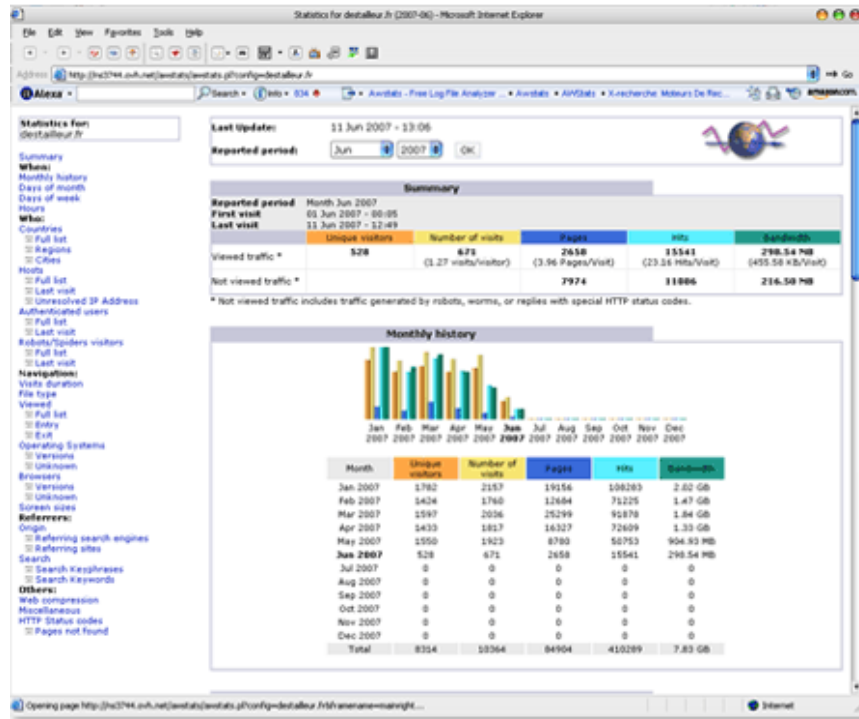 Statistics for destailleur.fr (2007-06) - Microsoft Internet Explorer
File Edit View Favorites Tools Help
Address http://ns3744.ovh.net/awstats/awstats.pl?config=destailleur.fr Go
Alexa Search Info 834 Awstats - Free Log File Analyzer ... Awstats AWStats X-recherche: Moteurs De Rec... amazon.com
Statistics for:
destailleur.fr
Summary
When:
Monthly history
Days of month
Days of week
Hours
Who:
Countries
Full list
Regions
Cities
Hosts
Full list
Last visit
Unresolved IP Address
Authenticated users
Full list
Last visit
Robots/Spiders visitors
Full list
Last visit
Navigation:
Visits duration
File type
Viewed
Full list
Entry
Exit
Operating Systems
Versions
Unknown
Browsers
Versions
Unknown
Screen sizes
Referrers:
Origin
Referring search engines
Referring sites
Search
Search Keyphrases
Search Keywords
Others:
Web compression
Miscellaneous
HTTP Status codes
Pages not found
Last Update: 11 Jun 2007 - 13:06
Reported period: Jun 2007 OK
Summary
Reported period Month Jun 2007
First visit 01 Jun 2007 - 00:05
Last visit 11 Jun 2007 - 12:49
Unique visitors Number of visits Pages Hits Bandwidth
Viewed traffic * 528 671 2658 15541 298.54 MB
(1.27 visits/visitor) (3.96 Pages/Visit) (23.16 Hits/Visit) (455.58 KB/Visit)
Not viewed traffic * 7974 11086 216.50 MB
* Not viewed traffic includes traffic generated by robots, worms, or replies with special HTTP status codes.
Monthly history
Jan Feb Mar Apr May Jun Jul Aug Sep Oct Nov Dec
2007 2007 2007 2007 2007 2007 2007 2007 2007 2007 2007 2007
Month Unique visitors Number of visits Pages Hits Bandwidth
Jan 2007 1782 2157 19156 108283 2.02 GB
Feb 2007 1424 1760 12684 71225 1.47 GB
Mar 2007 1597 2036 25299 91878 1.84 GB
Apr 2007 1433 1817 16327 72609 1.33 GB
May 2007 1550 1923 8780 50753 904.93 MB
Jun 2007 528 671 2658 15541 298.54 MB
Jul 2007 0 0 0 0 0
Aug 2007 0 0 0 0 0
Sep 2007 0 0 0 0 0
Oct 2007 0 0 0 0 0
Nov 2007 0 0 0 0 0
Dec 2007 0 0 0 0 0
Total 8314 10364 84904 410289 7.83 GB
Opening page http://ns3744.ovh.net/awstats/awstats.pl?config=destailleur.fr&framename=mainright... Internet